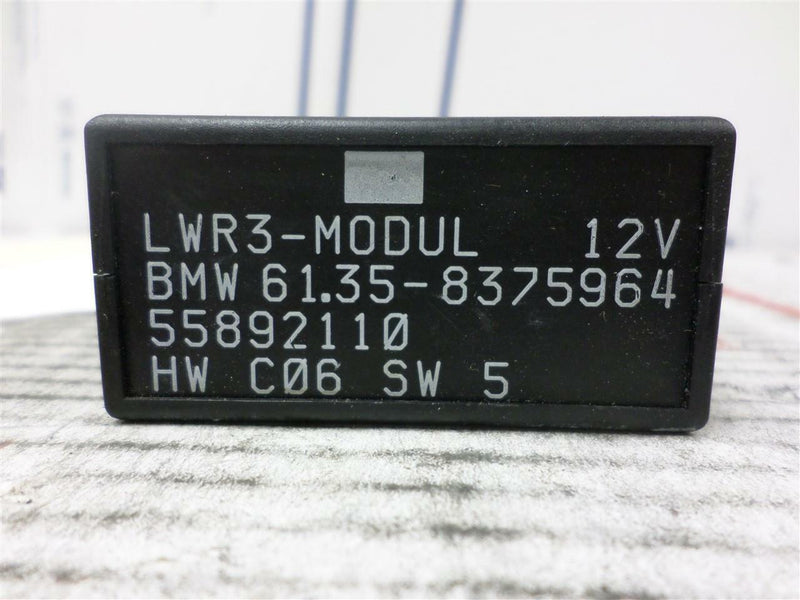 LWR3-MODUL 12V
BMW 61.35-8375964
55892110
HW C06 SW 5